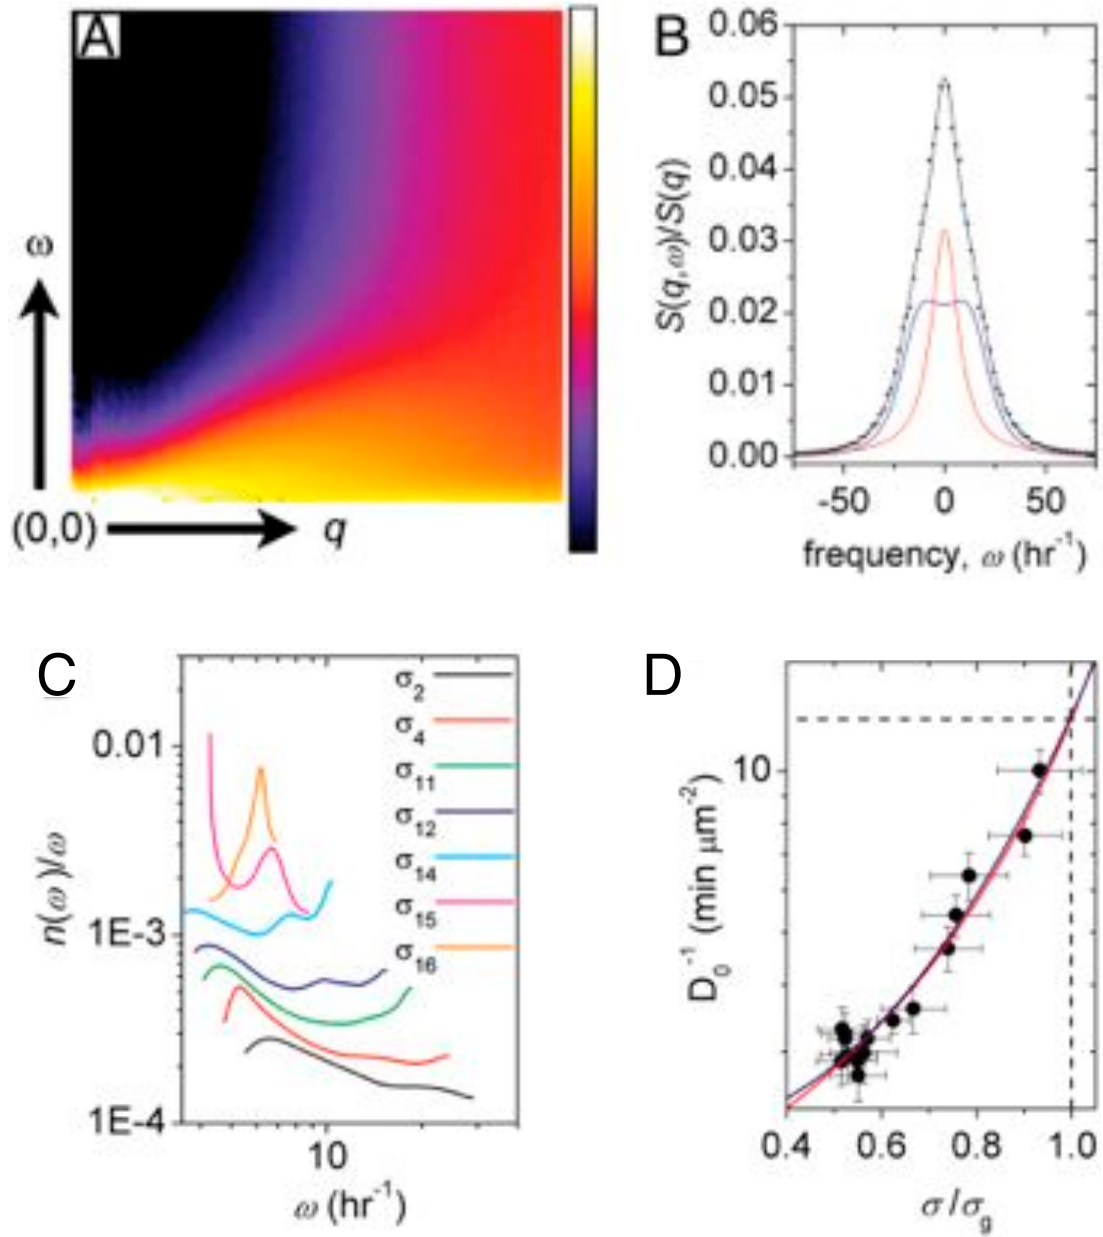 A
ω
(0,0)
q
B
0.06
0.05
0.04
0.03
0.02
0.01
0.00
S(q,ω)/S(q)
-50 0 50
frequency, ω (hr⁻¹)
C
0.01
1E-3
1E-4
n(ω)/ω
σ₂
σ₄
σ₁₁
σ₁₂
σ₁₄
σ₁₅
σ₁₆
10
ω (hr⁻¹)
D
10
D₀⁻¹ (min μm⁻²)
0.4 0.6 0.8 1.0
σ/σg